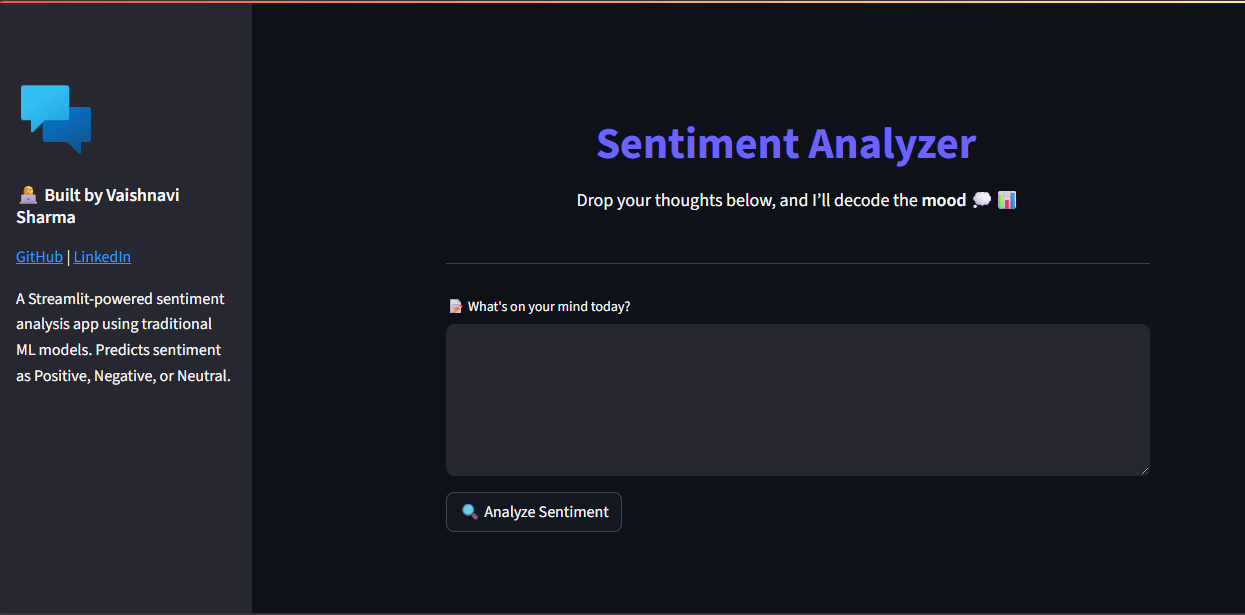 👩‍💻 Built by Vaishnavi
Sharma
GitHub | LinkedIn
A Streamlit-powered sentiment
analysis app using traditional
ML models. Predicts sentiment
as Positive, Negative, or Neutral.
Sentiment Analyzer
Drop your thoughts below, and I’ll decode the mood 💭 📊
📝 What's on your mind today?
🔍 Analyze Sentiment